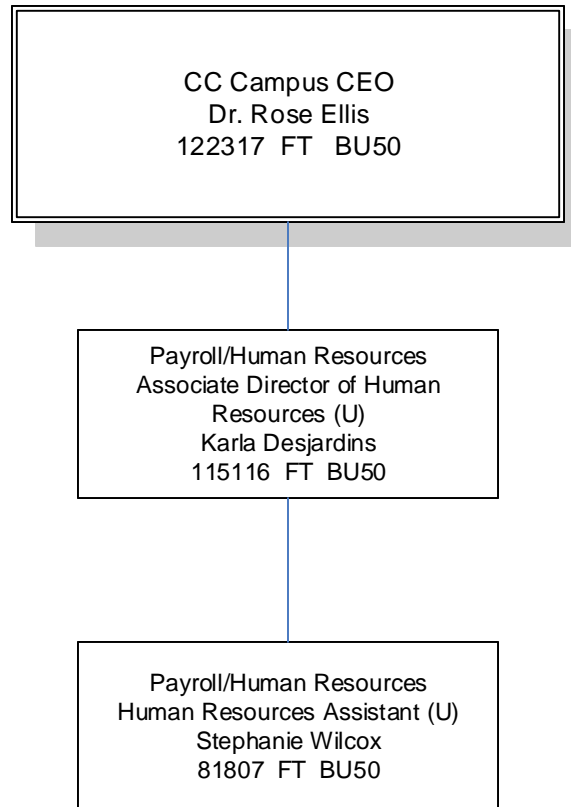 CC Campus CEO
Dr. Rose Ellis
122317 FT BU50
Payroll/Human Resources
Associate Director of Human
Resources (U)
Karla Desjardins
115116 FT BU50
Payroll/Human Resources
Human Resources Assistant (U)
Stephanie Wilcox
81807 FT BU50